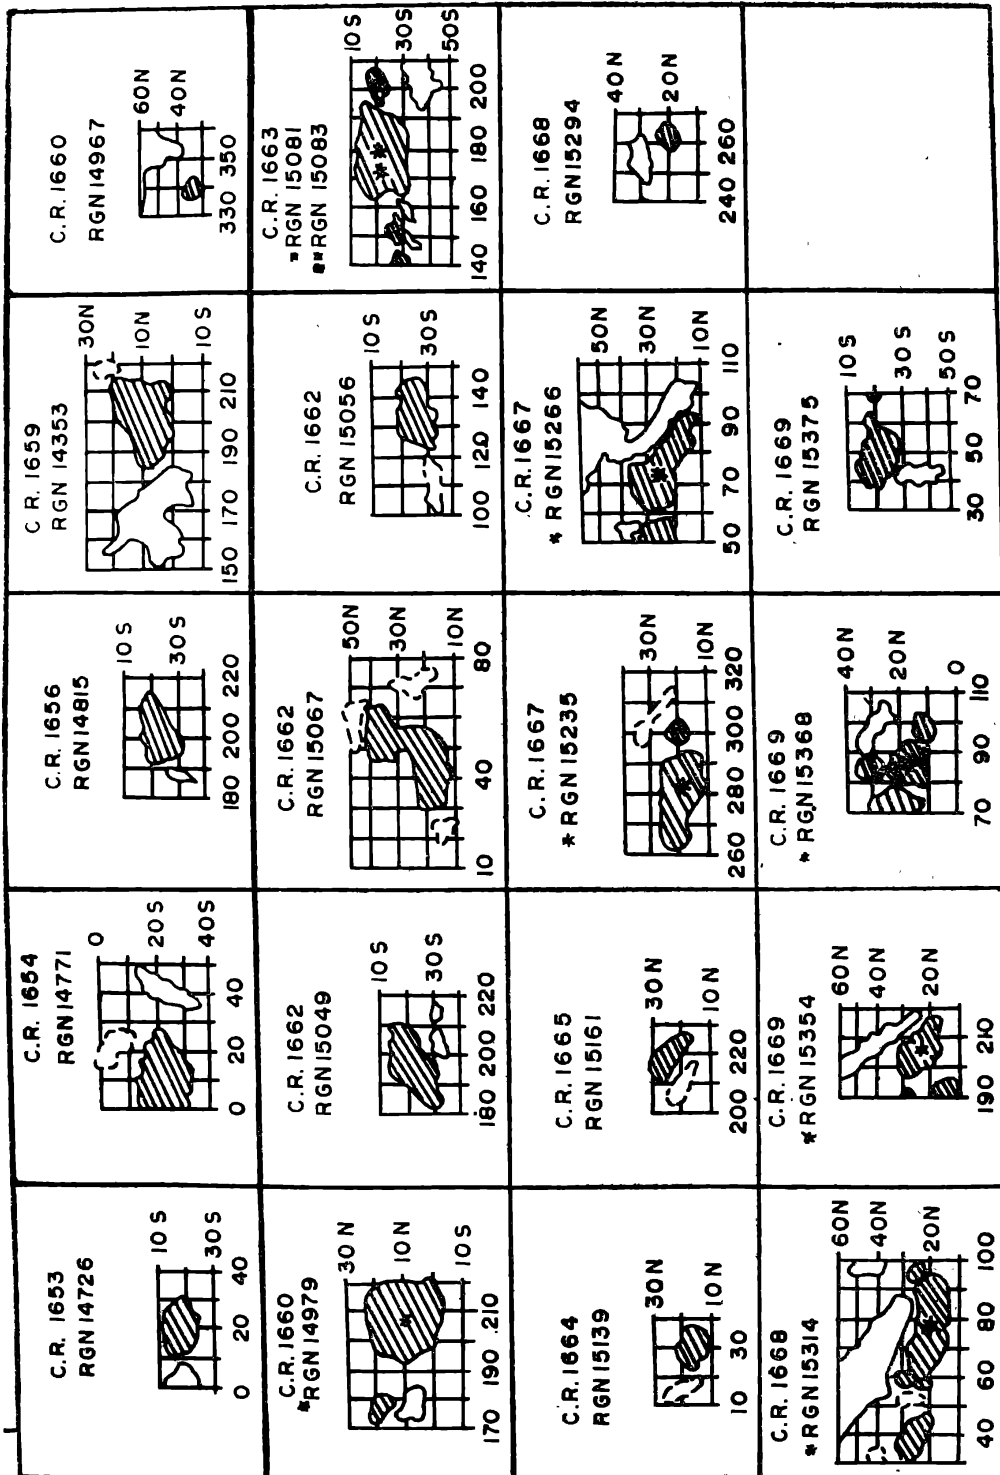 C.R. 1653
RGN 14726
10 S
30 S
0 20 40
C.R. 1654
RGN 14771
0
20 S
40 S
0 20 40
C.R. 1656
RGN 14815
10 S
30 S
180 200 220
C R. 1659
RGN 14353
30 N
10 N
10 S
150 170 190 210
C.R. 1660
RGN 14967
60 N
40 N
330 350
C.R. 1660
*RGN 14979
30 N
10 N
10 S
170 190 210
C.R. 1662
RGN 15049
10 S
30 S
180 200 220
C.R. 1662
RGN 15067
50 N
30 N
10 N
10 40 80
C.R. 1662
RGN 15056
10 S
30 S
100 120 140
C.R. 1663
*RGN 15081
**RGN 15083
10 S
30 S
50 S
140 160 180 200
C.R. 1664
RGN 15139
30 N
10 N
10 30
C.R. 1665
RGN 15161
30 N
10 N
200 220
C.R. 1667
*RGN 15235
30 N
10 N
260 280 300 320
C.R. 1667
*RGN 15266
50 N
30 N
10 N
50 70 90 110
C.R. 1668
RGN 15294
40 N
20 N
240 260
C.R. 1668
*RGN 15314
60 N
40 N
20 N
40 60 80 100
C.R. 1669
*RGN 15354
60 N
40 N
20 N
190 210
C.R. 1669
*RGN 15368
40 N
20 N
0
70 90 110
C.R. 1669
RGN 15375
10 S
30 S
50 S
30 50 70